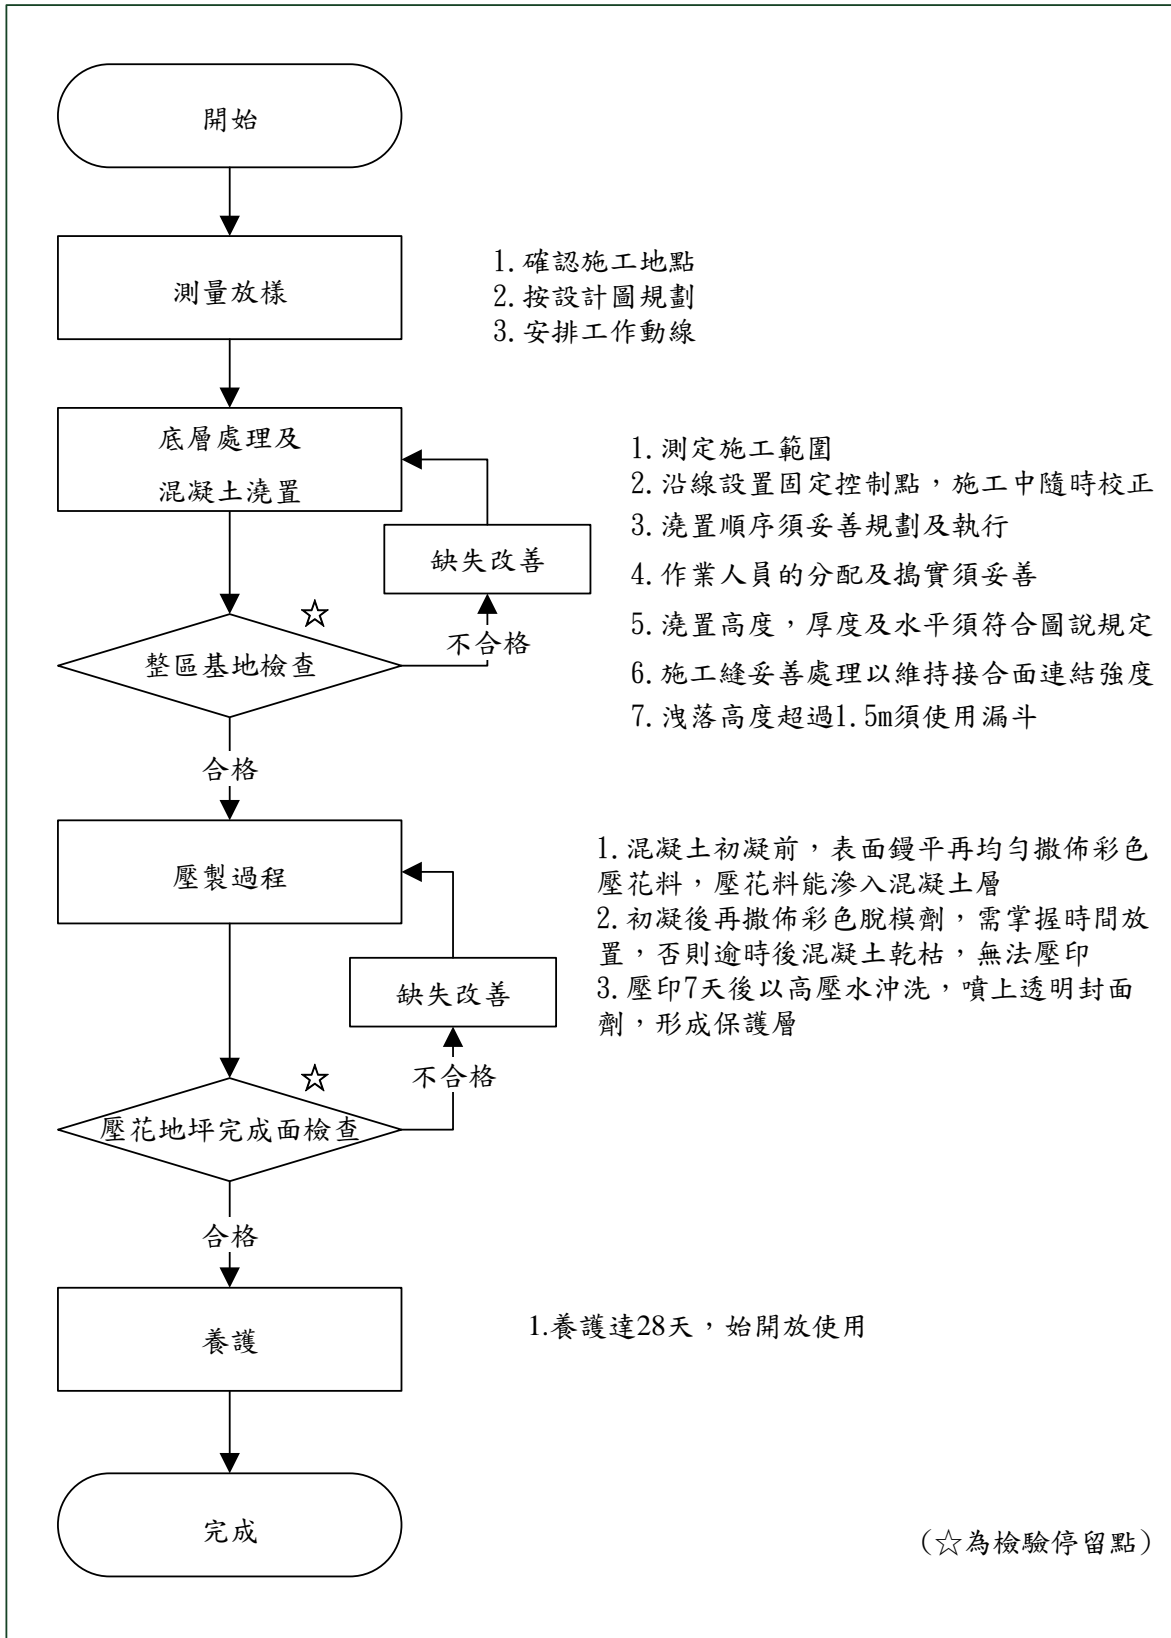 開始
測量放樣
1.確認施工地點
2.按設計圖規劃
3.安排工作動線
底層處理及
混凝土澆置
缺失改善
1.測定施工範圍
2.沿線設置固定控制點，施工中隨時校正
3.澆置順序須妥善規劃及執行
4.作業人員的分配及搗實須妥善
5.澆置高度，厚度及水平須符合圖說規定
6.施工縫妥善處理以維持接合面連結強度
7.洩落高度超過1.5m須使用漏斗
☆
整區基地檢查
不合格
合格
壓製過程
缺失改善
1.混凝土初凝前，表面鏝平再均勻撒佈彩色
壓花料，壓花料能滲入混凝土層
2.初凝後再撒佈彩色脫模劑，需掌握時間放
置，否則逾時後混凝土乾枯，無法壓印
3.壓印7天後以高壓水沖洗，噴上透明封面
劑，形成保護層
☆
壓花地坪完成面檢查
不合格
合格
養護
1.養護達28天，始開放使用
完成
（☆為檢驗停留點）